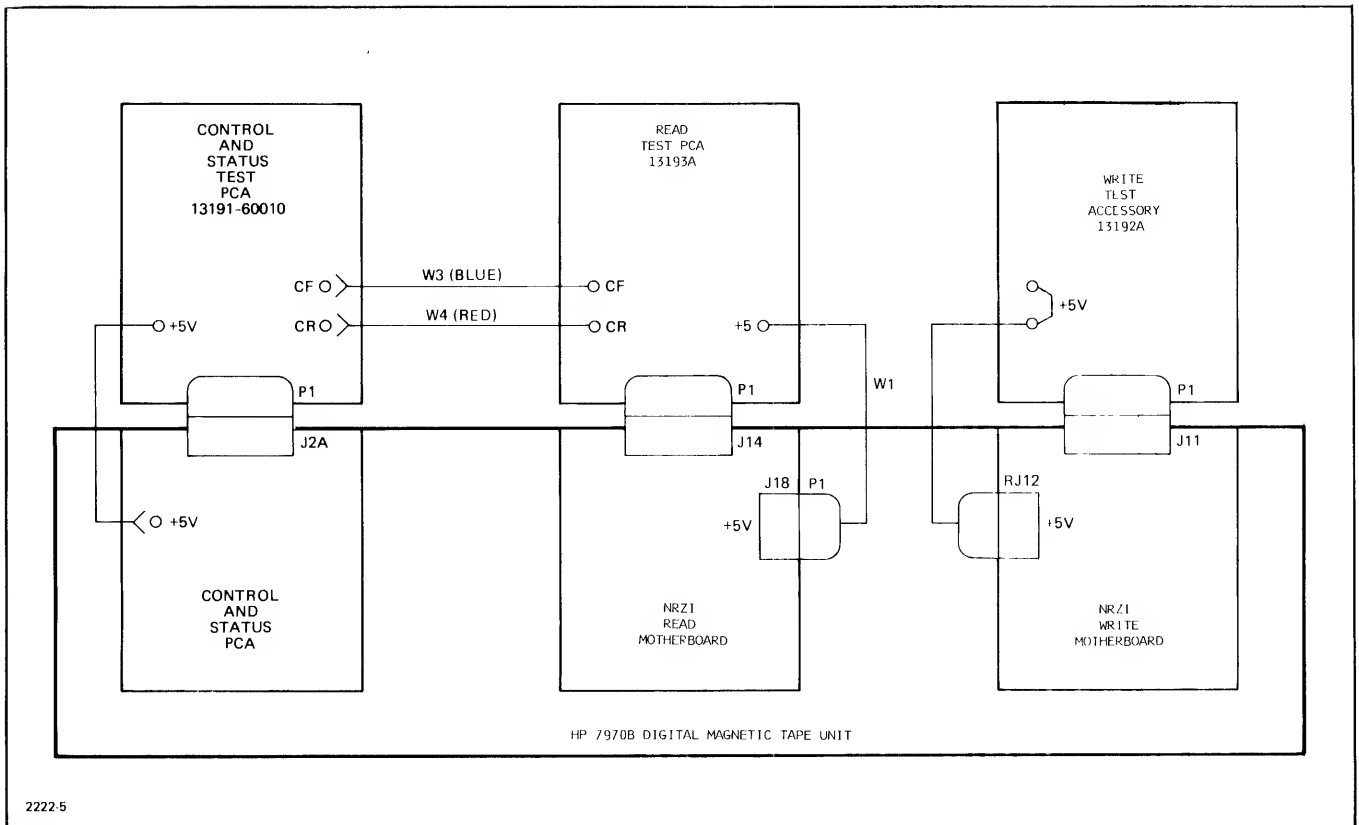 CONTROL
AND
STATUS
TEST
PCA
13191-60010
READ
TEST PCA
13193A
WRITE
TEST
ACCESSORY
13192A
CF
W3 (BLUE)
CF
+5V
CR
W4 (RED)
CR
+5
+5V
P1
J2A
P1
J14
W1
P1
J11
+5V
J18 P1
+5V
RJ12
+5V
CONTROL
AND
STATUS
PCA
NRZI
READ
MOTHERBOARD
NRZI
WRITE
MOTHERBOARD
HP 7970B DIGITAL MAGNETIC TAPE UNIT
2222-5